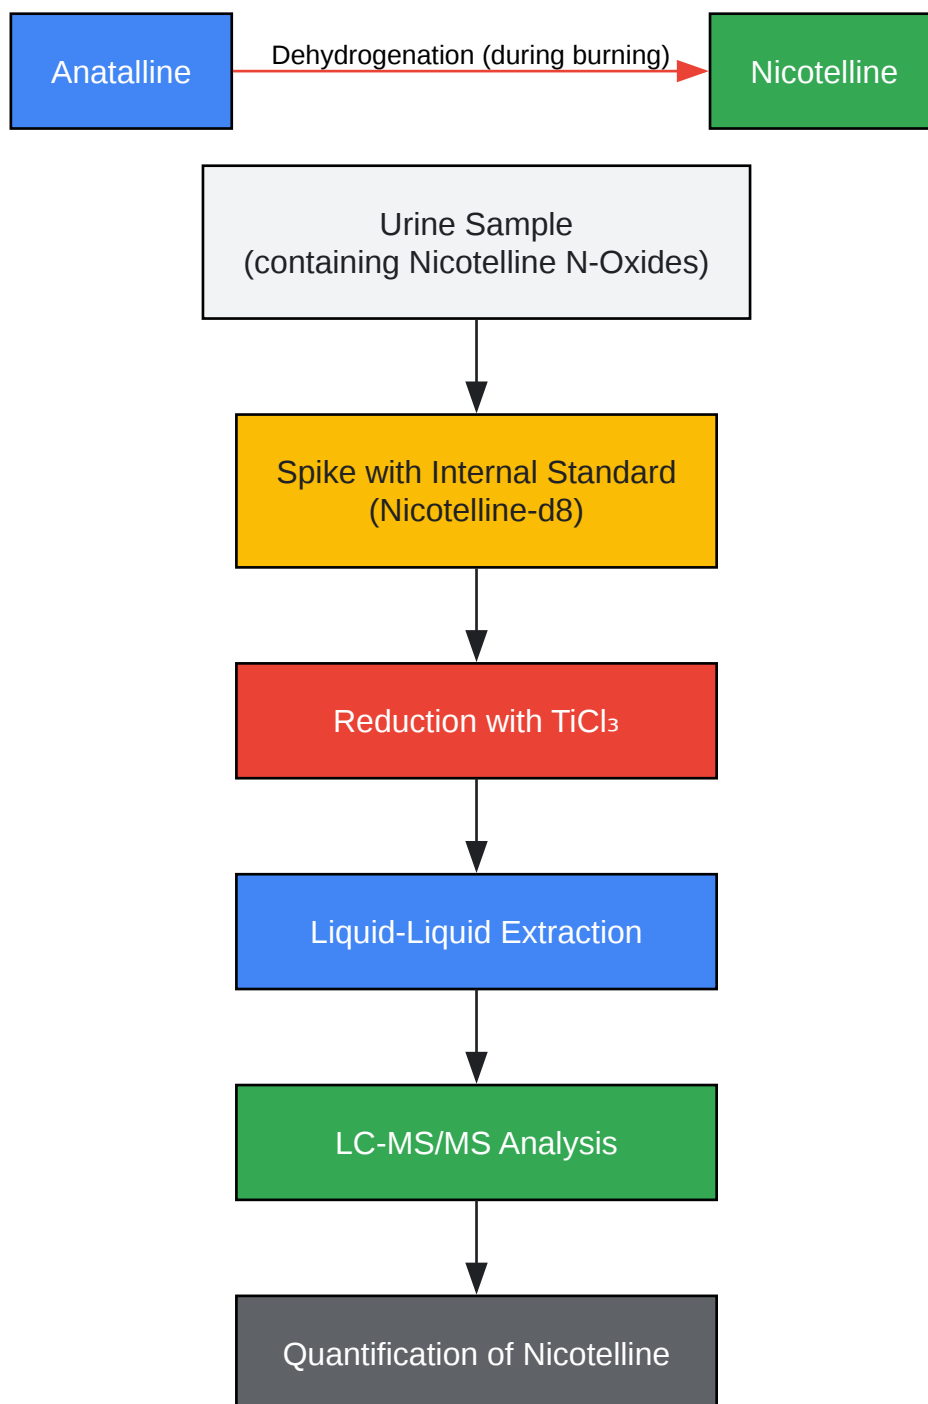 Anatalline
Dehydrogenation (during burning)
Nicotelline
Urine Sample
(containing Nicotelline N-Oxides)
Spike with Internal Standard
(Nicotelline-d8)
Reduction with TiCl₃
Liquid-Liquid Extraction
LC-MS/MS Analysis
Quantification of Nicotelline